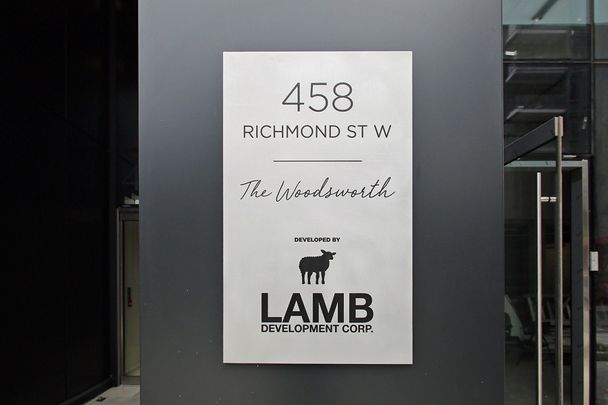 458
RICHMOND ST W
The Woodsworth
DEVELOPED BY
LAMB
DEVELOPMENT CORP.